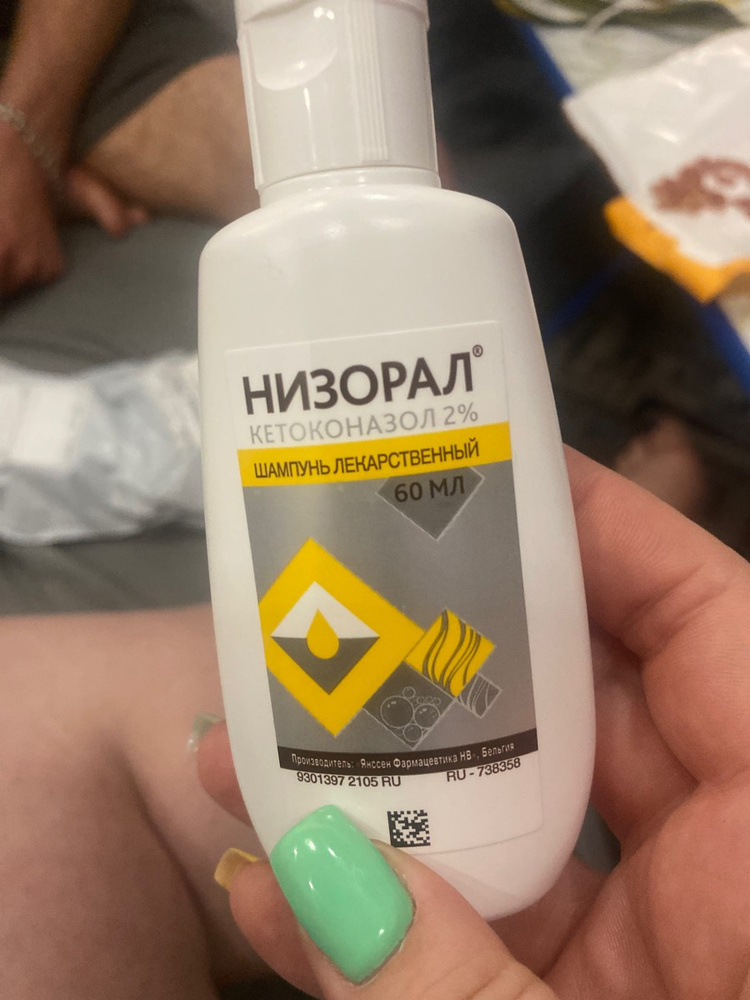 НИЗОРАЛ®
КЕТОКОНАЗОЛ 2%
ШАМПУНЬ ЛЕКАРСТВЕННЫЙ
60 МЛ
Производитель: «Янссен Фармацевтика НВ», Бельгия
9301397 2105 RU RU - 738358